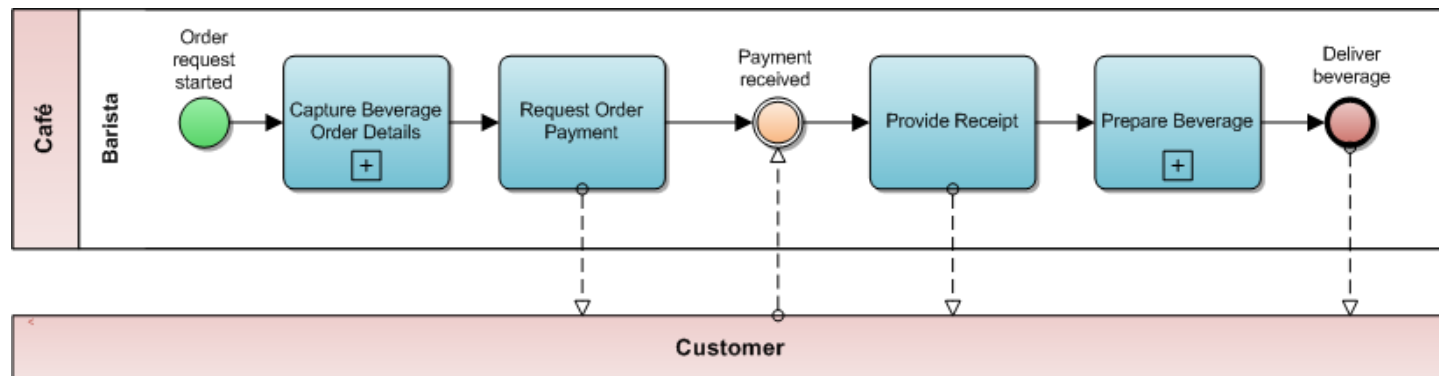 Café
Barista
Order
request
started
Capture Beverage
Order Details
+
Request Order
Payment
Payment
received
Provide Receipt
Prepare Beverage
+
Deliver
beverage
<
Customer